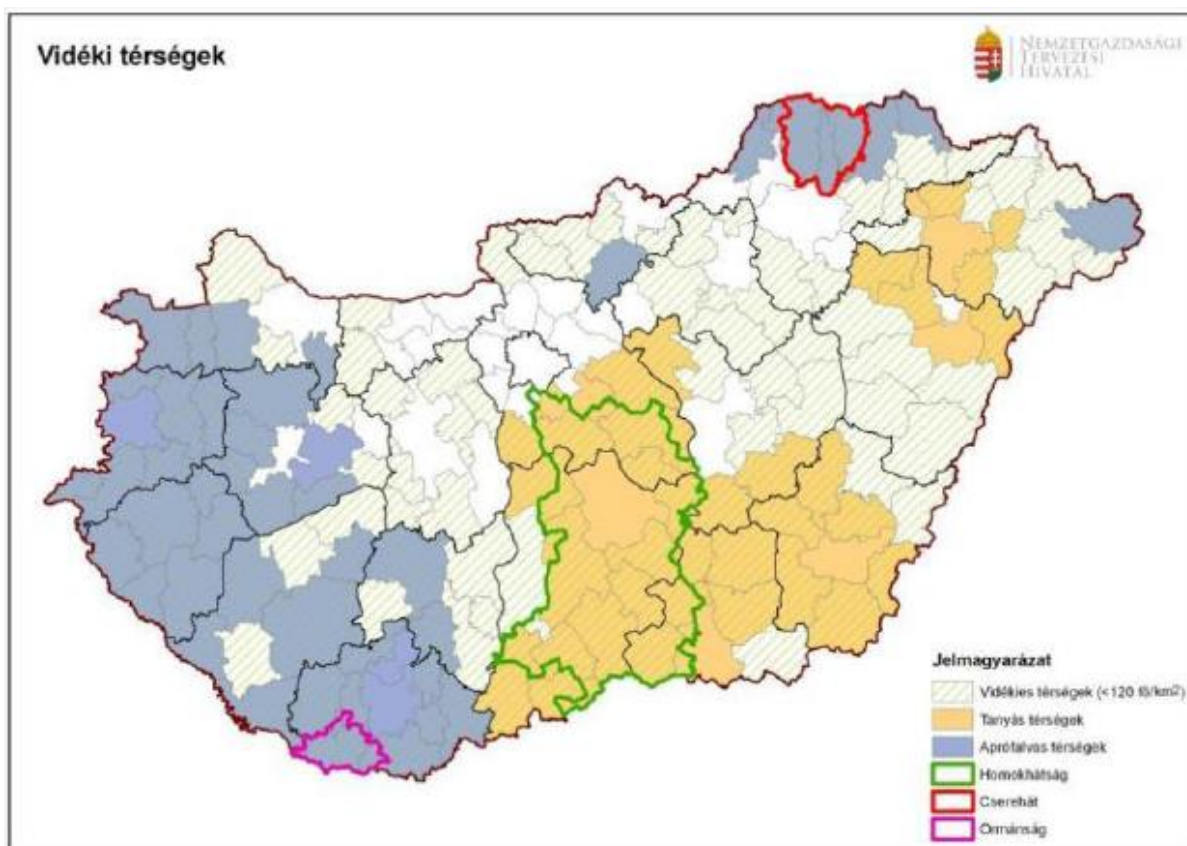 Vidéki térségek
NEMZETGAZDASÁGI
TERVEZÉSI
HIVATAL
Jelmagyarázat
Vidékies térségek (<120 fő/km2)
Tanyás térségek
Aprófalvas térségek
Homokhátság
Cserehát
Ormánság